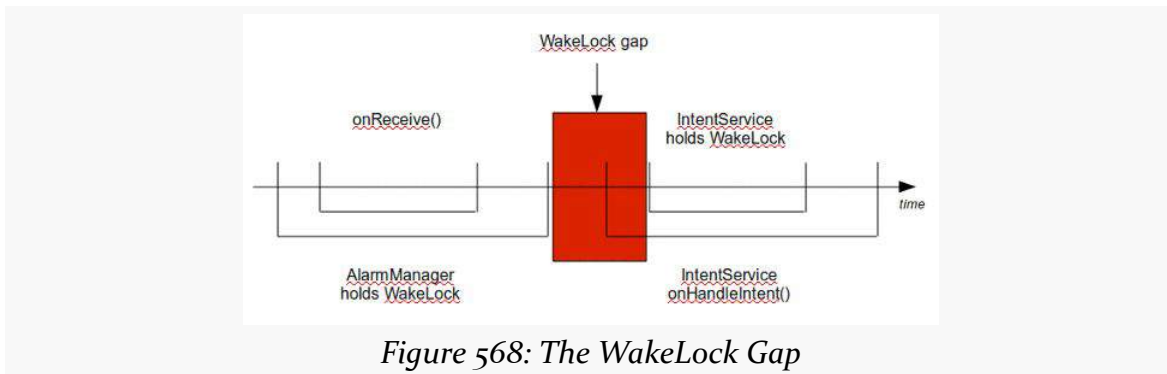 WakeLock gap
onReceive()
IntentService
holds WakeLock
time
AlarmManager
holds WakeLock
IntentService
onHandleIntent()
Figure 568: The WakeLock Gap